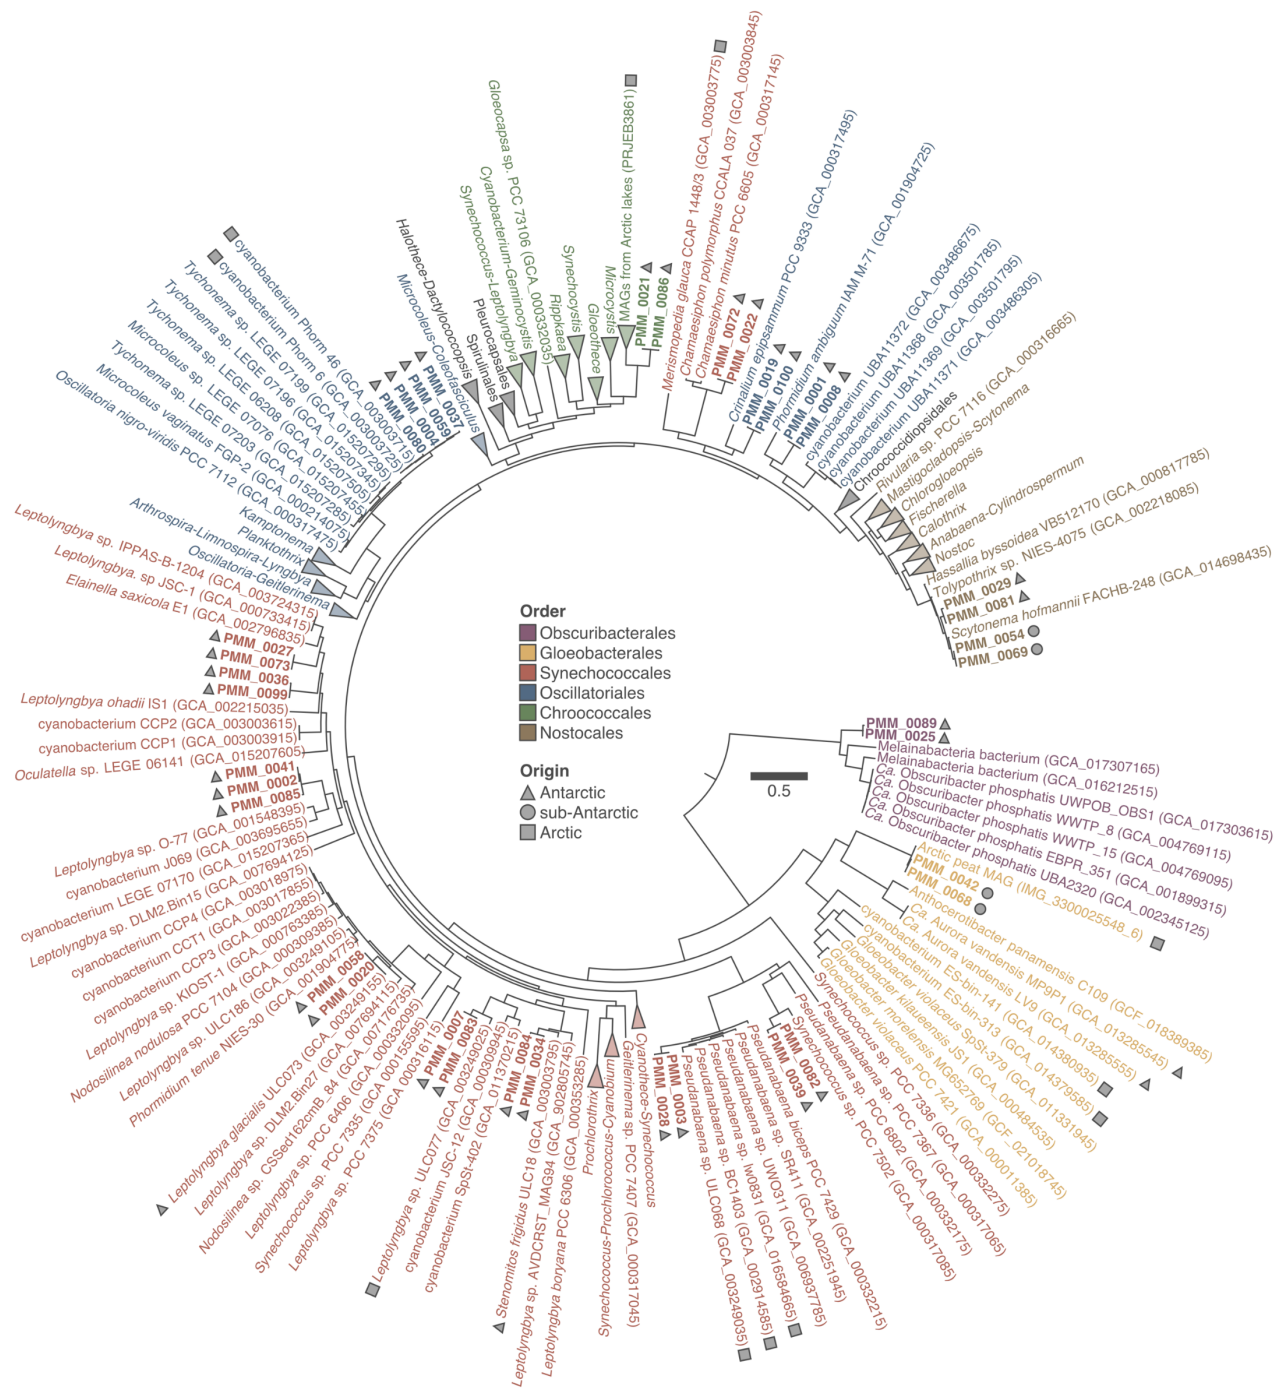 Halothece-Dactylococcopsis
Microcoleus-Coleofasciculus
Pleurocapsales
Spirulinales
Gloeocapsa sp. PCC 73106 (GCA_000332035)
Cyanobacterium-Geminocystis
Synechococcus-Leptolyngbya
Rippkaea
Synechocystis
Gloeothece
Microcystis
MAGs from Arctic lakes (PRJEB3861)
PMM_0021
PMM_0086
Merismopedia glauca CCAP 1448/3 (GCA_003003775)
Chamaesiphon polymorphus CCALA 037 (GCA_003003845)
Chamaesiphon minutus PCC 6605 (GCA_000317145)
PMM_0072
PMM_0022
Crinalium epipsammum PCC 9333 (GCA_000317495)
PMM_0019
PMM_0100
Phormidium ambiguum IAM M-71 (GCA_001904725)
PMM_0001
PMM_0008
cyanobacterium UBA11372 (GCA_003486675)
cyanobacterium UBA11368 (GCA_003501785)
cyanobacterium UBA11369 (GCA_003501795)
cyanobacterium UBA11371 (GCA_003486305)
Chroococcidiopsidales
Rivularia sp. PCC 7116 (GCA_000316665)
Mastigocladopsis-Scytonema
Chlorogloeopsis
Fischerella
Calothrix
Anabaena-Cylindrospermum
Nostoc
Hassallia byssoidea VB512170 (GCA_000817785)
Tolypothrix sp. NIES-4075 (GCA_002218085)
PMM_0029
PMM_0081
Scytonema hofmannii FACHB-248 (GCA_014698435)
PMM_0054
PMM_0069
PMM_0089
PMM_0025
Melainabacteria bacterium (GCA_017307165)
Melainabacteria bacterium (GCA_016212515)
Ca. Obscuribacter phosphatis UWPOB_OBS1 (GCA_017303615)
Ca. Obscuribacter phosphatis WWTP_8 (GCA_004769115)
Ca. Obscuribacter phosphatis WWTP_15 (GCA_004769095)
Ca. Obscuribacter phosphatis EBPR_351 (GCA_001899315)
Ca. Obscuribacter phosphatis UBA2320 (GCA_002345125)
Arctic peat MAG (IMG_3300025548_6)
PMM_0042
PMM_0068
Anthocerotibacter panamensis C109 (GCF_018389385)
Ca. Aurora vandensis MP9P1 (GCA_013285545)
Ca. Aurora vandensis Lv9 (GCA_013285555)
cyanobacterium ES-bin-141 (GCA_014380935)
cyanobacterium ES-bin-313 (GCA_014379585)
Gloeobacter violaceus SpSt-379 (GCA_011331945)
Gloeobacter kilaueensis JS1 (GCA_000484535)
Gloeobacter morelensis MG652769 (GCF_021018745)
Gloeobacter violaceus PCC 7421 (GCA_000011385)
Synechococcus sp. PCC 7336 (GCA_000332275)
Pseudanabaena sp. PCC 7367 (GCA_000317065)
Pseudanabaena sp. PCC 6802 (GCA_000332175)
Synechococcus sp. PCC 7502 (GCA_000317085)
PMM_0082
PMM_0039
Pseudanabaena biceps PCC 7429 (GCA_000332215)
Pseudanabaena sp. SR411 (GCA_002251945)
Pseudanabaena sp. UWO311 (GCA_006937785)
Pseudanabaena sp. lw0831 (GCA_016584665)
Pseudanabaena sp. BC1403 (GCA_002914585)
Pseudanabaena sp. ULC068 (GCA_003249035)
PMM_0003
PMM_0028
Cyanothece-Synechococcus
Geitlerinema sp. PCC 7407 (GCA_000317045)
Synechococcus-Prochlorococcus-Cyanobium
Prochlorothrix
Leptolyngbya boryana PCC 6306 (GCA_000353285)
Leptolyngbya sp. AVDCRST_MAG94 (GCA_902805745)
Stenomitos frigidus ULC18 (GCA_003003795)
PMM_0034
PMM_0084
cyanobacterium SpSt-402 (GCA_011370215)
cyanobacterium JSC-12 (GCA_000309945)
Leptolyngbya sp. ULC077 (GCA_003249025)
PMM_0083
PMM_0007
Leptolyngbya sp. PCC 7375 (GCA_000316115)
Synechococcus sp. PCC 7335 (GCA_000155595)
Leptolyngbya sp. PCC 6406 (GCA_000332095)
Nodosilinea sp. CSSed162cmB_84 (GCA_007176735)
Leptolyngbya sp. DLM2.Bin27 (GCA_007694115)
Leptolyngbya glacialis ULC073 (GCA_003249155)
PMM_0020
PMM_0058
Phormidium tenue NIES-30 (GCA_001904775)
Leptolyngbya sp. ULC186 (GCA_003249105)
Nodosilinea nodulosa PCC 7104 (GCA_000309385)
Leptolyngbya sp. KIOST-1 (GCA_000763385)
cyanobacterium CCP3 (GCA_003022385)
cyanobacterium CCT1 (GCA_003017855)
cyanobacterium CCP4 (GCA_003018975)
Leptolyngbya sp. DLM2.Bin15 (GCA_007694125)
cyanobacterium LEGE 07170 (GCA_015207365)
cyanobacterium J069 (GCA_003695655)
Leptolyngbya sp. O-77 (GCA_001548395)
PMM_0085
PMM_0002
PMM_0041
Oculatella sp. LEGE 06141 (GCA_015207605)
cyanobacterium CCP1 (GCA_003003915)
cyanobacterium CCP2 (GCA_003003615)
Leptolyngbya ohadii IS1 (GCA_002215035)
PMM_0099
PMM_0036
PMM_0073
PMM_0027
Elainella saxicola E1 (GCA_002796835)
Leptolyngbya. sp JSC-1 (GCA_000733415)
Leptolyngbya sp. IPPAS-B-1204 (GCA_003724315)
Oscillatoria-Geitlerinema
Arthrospira-Limnospira-Lyngbya
Planktothrix
Kamptonema
Oscillatoria nigro-viridis PCC 7112 (GCA_000317475)
Microcoleus vaginatus FGP-2 (GCA_000214075)
Tychonema sp. LEGE 07203 (GCA_015207285)
Microcoleus sp. LEGE 07076 (GCA_015207455)
Tychonema sp. LEGE 06208 (GCA_015207505)
Tychonema sp. LEGE 07196 (GCA_015207345)
Tychonema sp. LEGE 07199 (GCA_015207295)
cyanobacterium Phorm 6 (GCA_003003725)
cyanobacterium Phorm 46 (GCA_003003715)
PMM_0080
PMM_0004
PMM_0059
PMM_0037
Order
Obscuribacterales
Gloeobacterales
Synechococcales
Oscillatoriales
Chroococcales
Nostocales
Origin
Antarctic
sub-Antarctic
Arctic
0.5